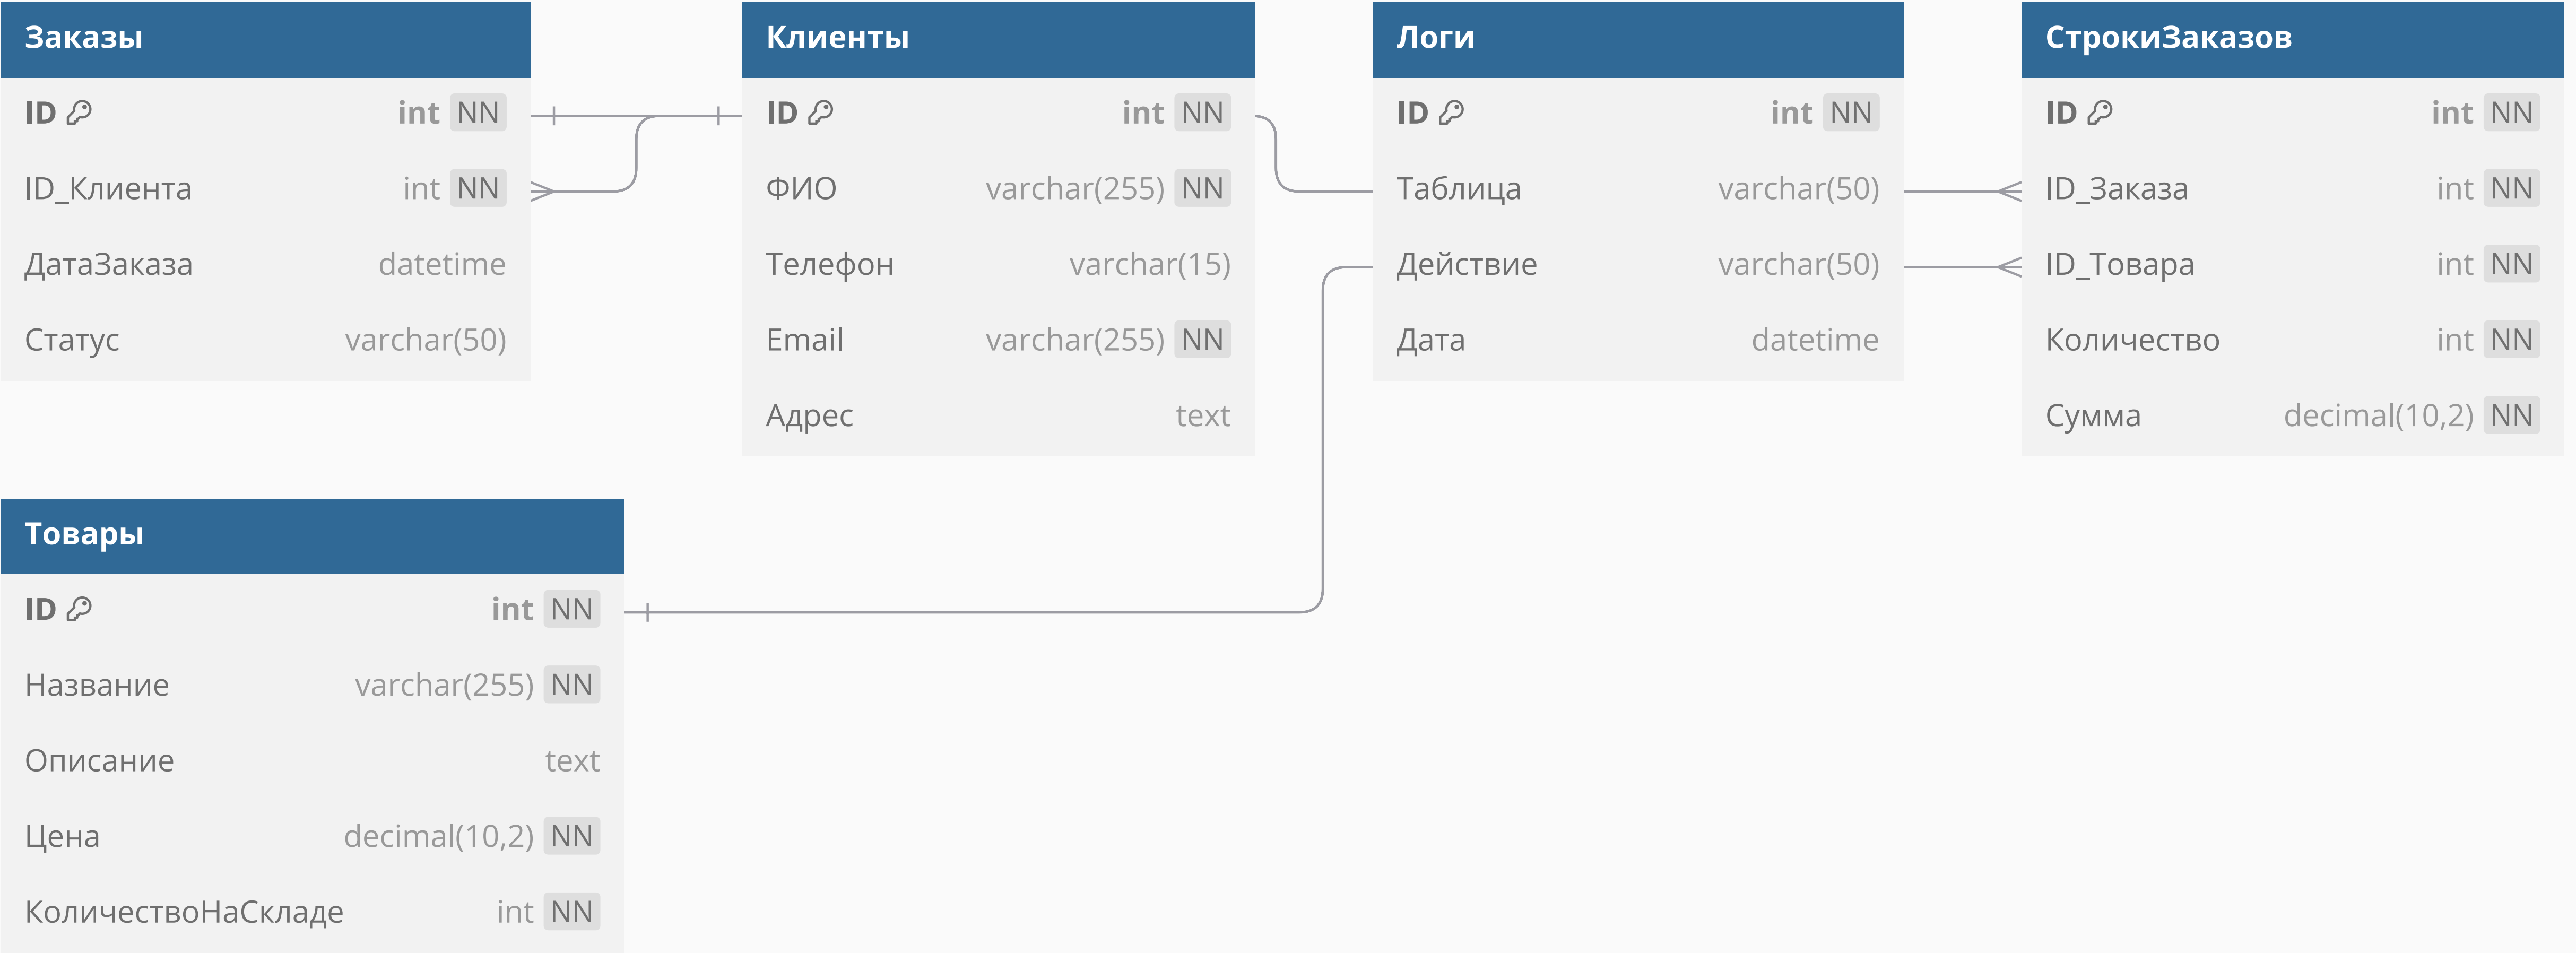 Заказы
ID int NN
ID_Клиента int NN
ДатаЗаказа datetime
Статус varchar(50)
Клиенты
ID int NN
ФИО varchar(255) NN
Телефон varchar(15)
Email varchar(255) NN
Адрес text
Логи
ID int NN
Таблица varchar(50)
Действие varchar(50)
Дата datetime
СтрокиЗаказов
ID int NN
ID_Заказа int NN
ID_Товара int NN
Количество int NN
Сумма decimal(10,2) NN
Товары
ID int NN
Название varchar(255) NN
Описание text
Цена decimal(10,2) NN
КоличествоНаСкладе int NN